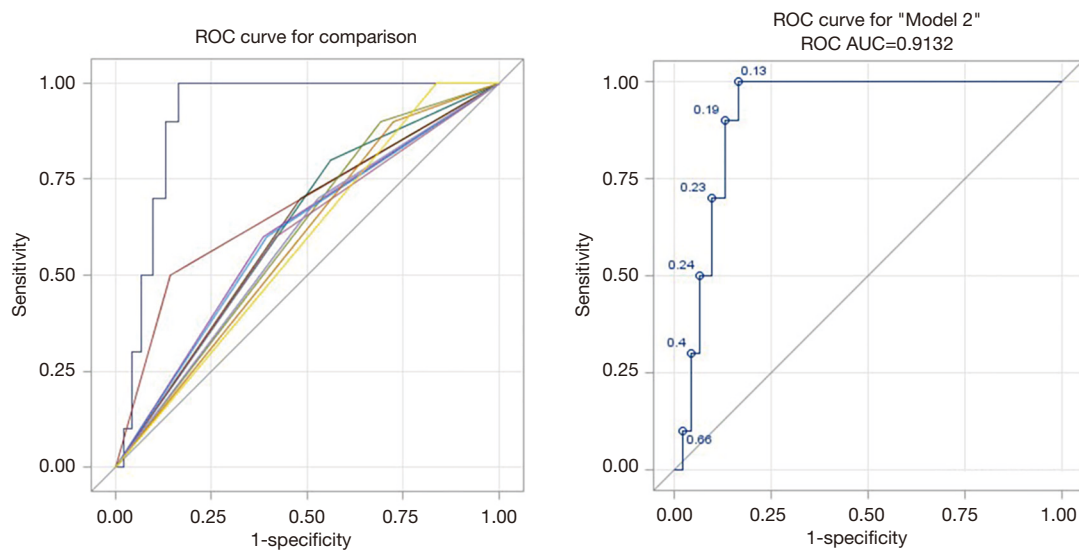 ROC curve for comparison
1.00
0.75
0.50
0.25
0.00
Sensitivity
0.00 0.25 0.50 0.75 1.00
1-specificity
ROC curve for "Model 2"
ROC AUC=0.9132
1.00
0.75
0.50
0.25
0.00
Sensitivity
0.13
0.19
0.23
0.24
0.4
0.66
0.00 0.25 0.50 0.75 1.00
1-specificity